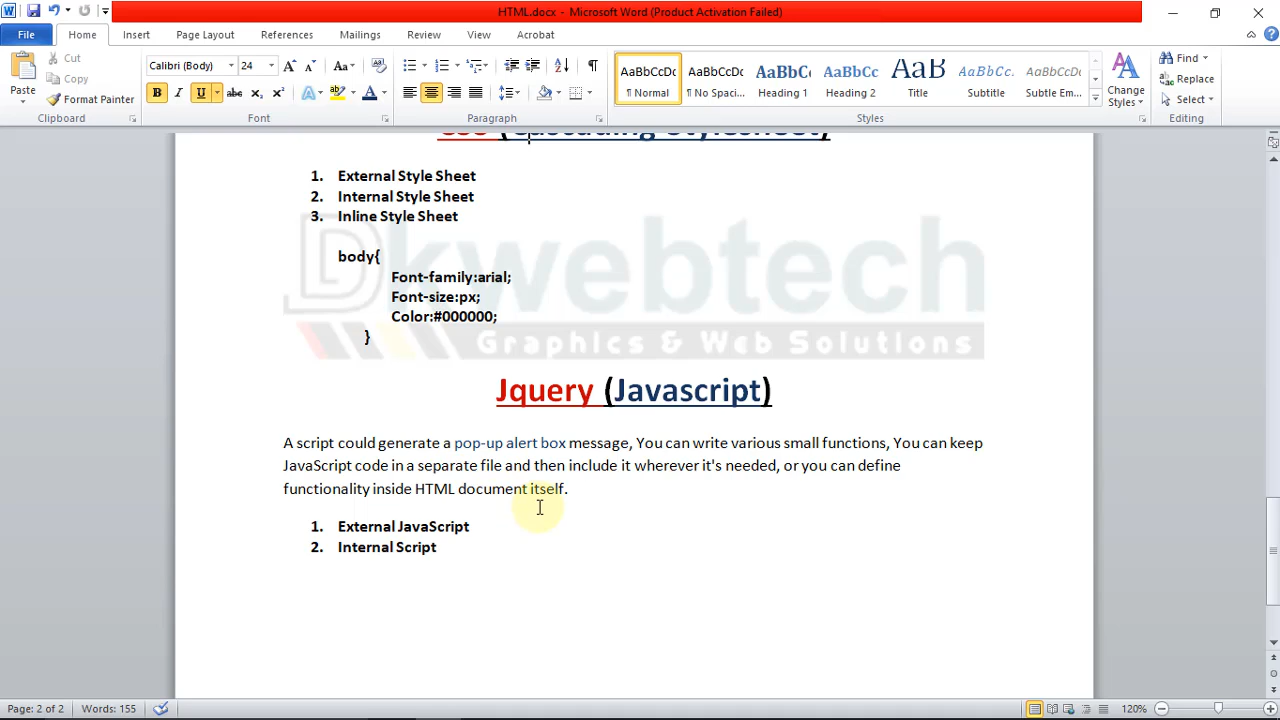 HTML.docx - Microsoft Word (Product Activation Failed)
File Home Insert Page Layout References Mailings Review View Acrobat
Paste
Cut
Copy
Format Painter
Clipboard
Calibri (Body) 24
Font
Paragraph
AaBbCcDc AaBbCcDc AaBbCc AaBbCc AaB AaBbCc. AaBbCcDc
¶ Normal ¶ No Spaci... Heading 1 Heading 2 Title Subtitle Subtle Em...
Styles
Change Styles
Find
Replace
Select
Editing
Css (Cascading Stylesheet)
1. External Style Sheet
2. Internal Style Sheet
3. Inline Style Sheet
body{
Font-family:arial;
Font-size:px;
Color:#000000;
}
Dkwebtech
Graphics & Web Solutions
Jquery (Javascript)
A script could generate a pop-up alert box message, You can write various small functions, You can keep
JavaScript code in a separate file and then include it wherever it's needed, or you can define
functionality inside HTML document itself.
1. External JavaScript
2. Internal Script
Page: 2 of 2 Words: 155 120%